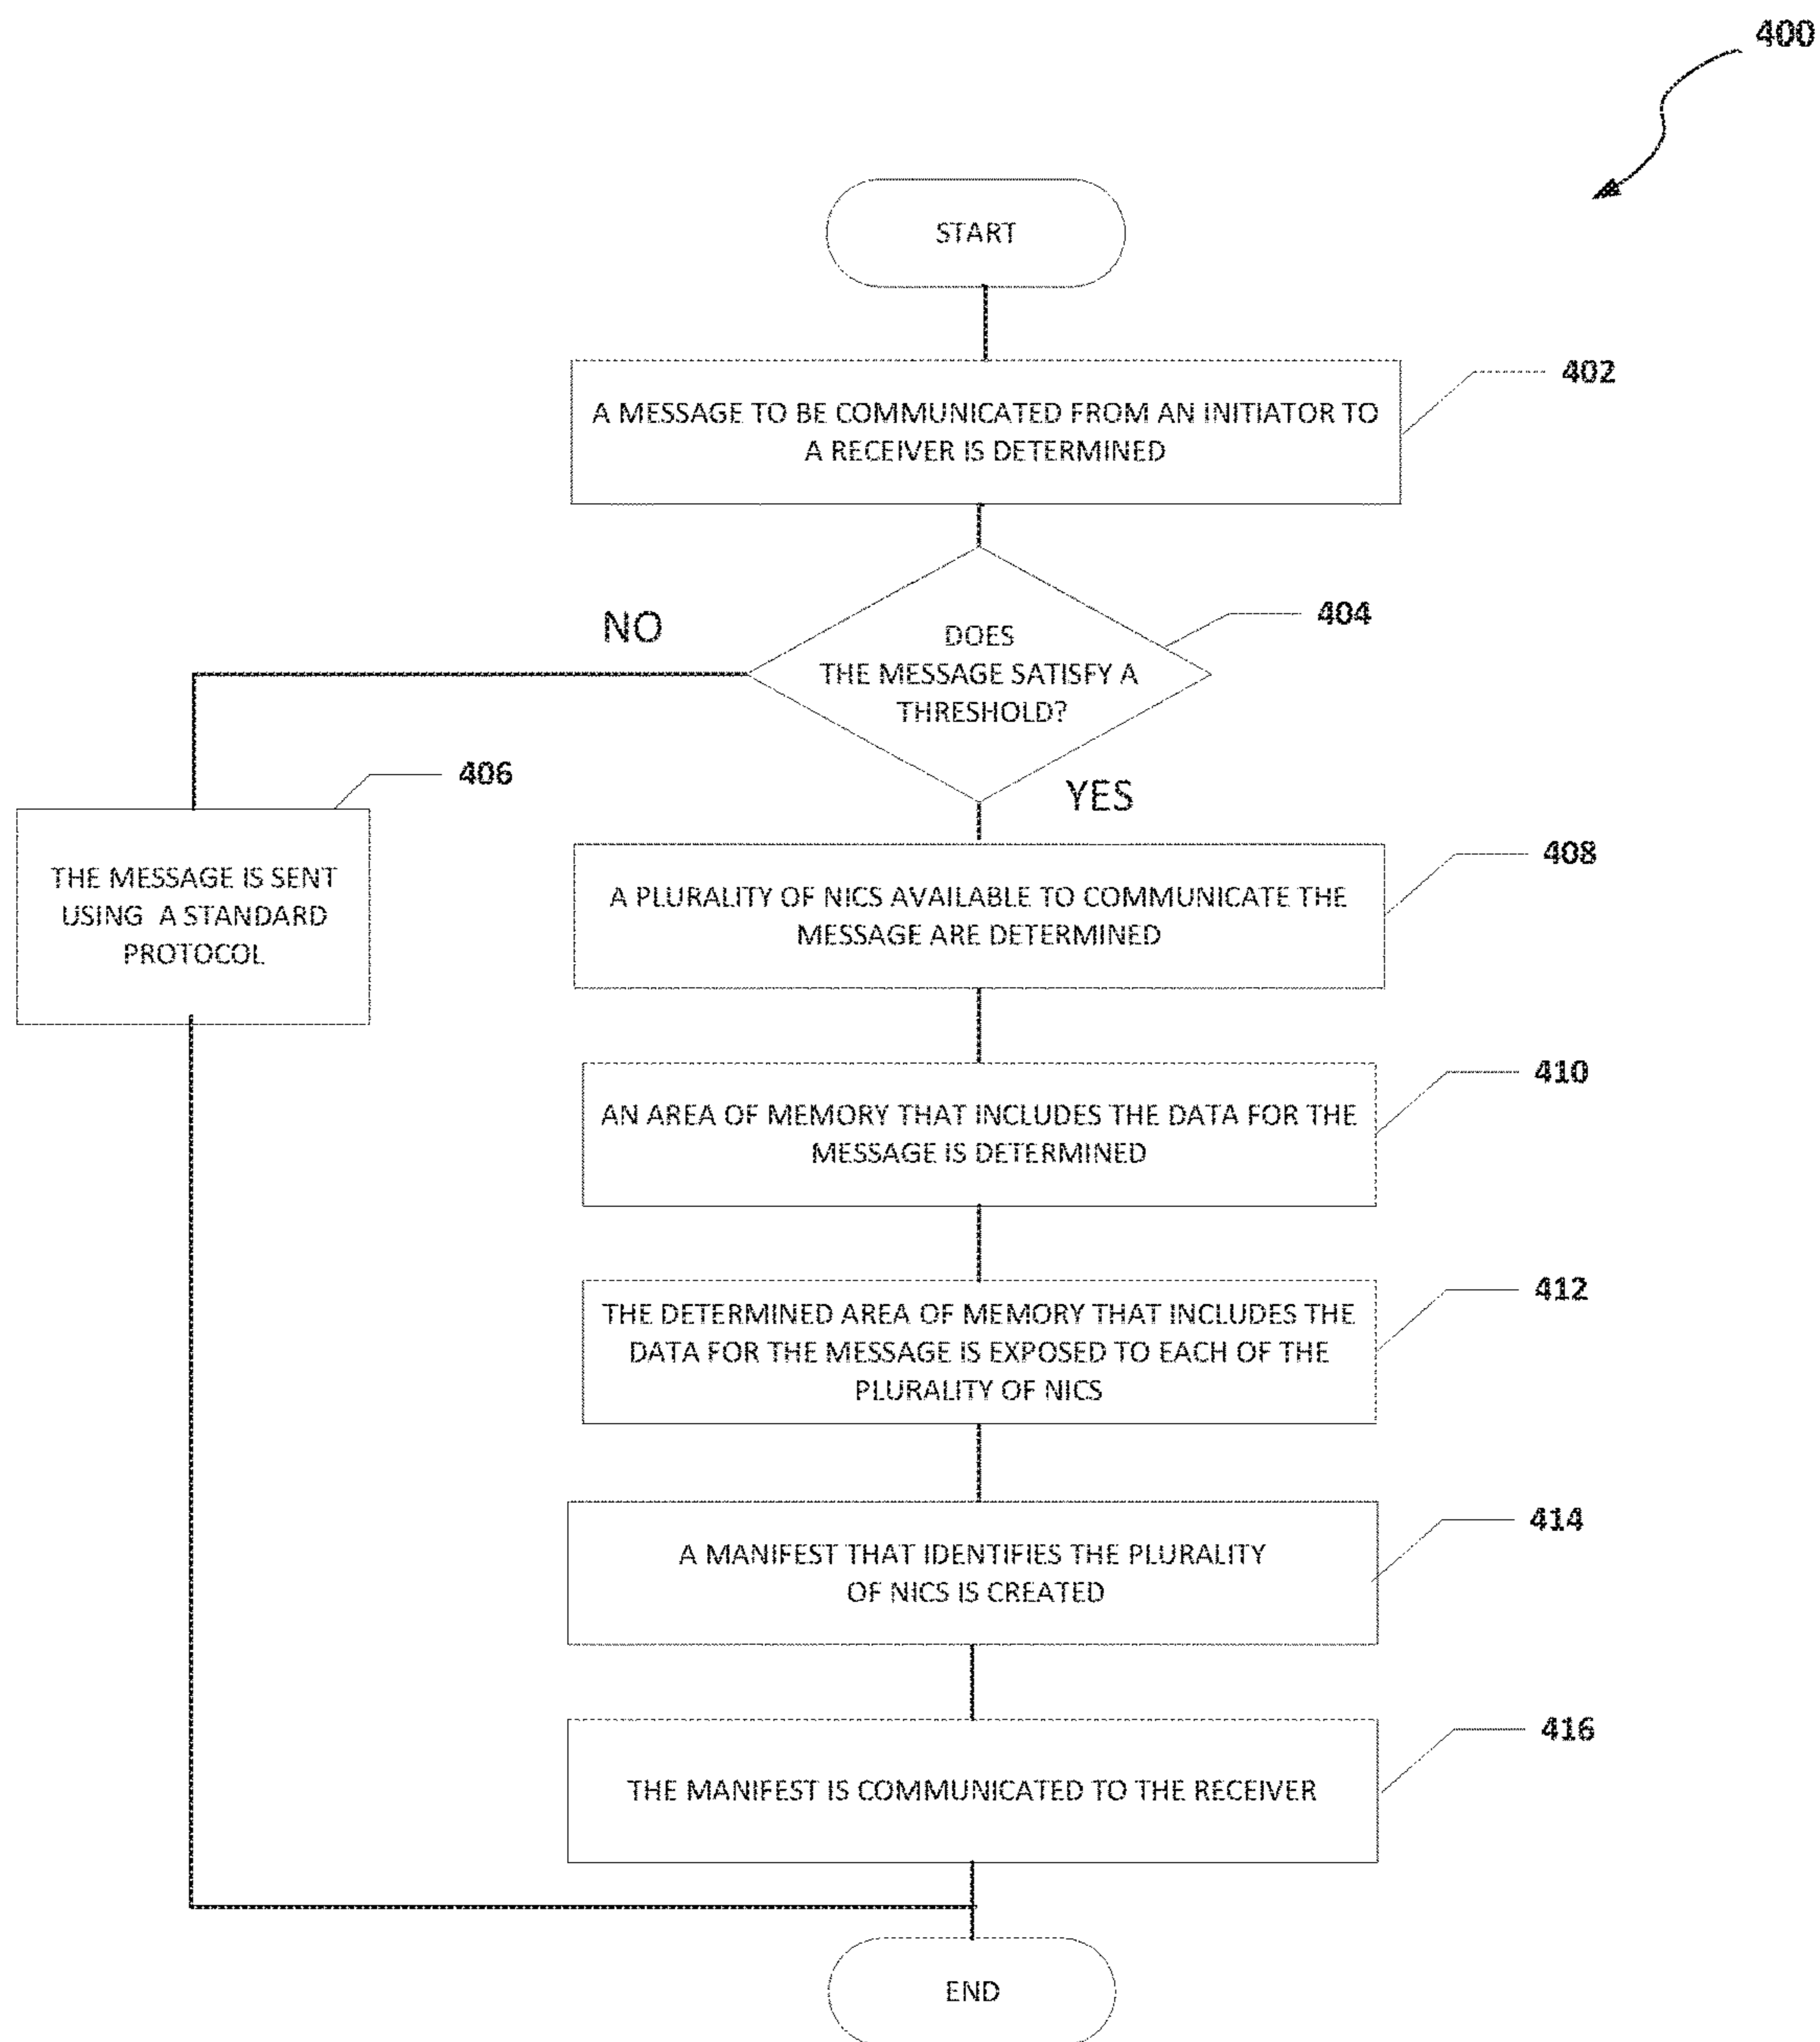 400
START
402
A MESSAGE TO BE COMMUNICATED FROM AN INITIATOR TO
A RECEIVER IS DETERMINED
404
NO
DOES
THE MESSAGE SATISFY A
THRESHOLD?
YES
406
THE MESSAGE IS SENT
USING A STANDARD
PROTOCOL
408
A PLURALITY OF NICS AVAILABLE TO COMMUNICATE THE
MESSAGE ARE DETERMINED
410
AN AREA OF MEMORY THAT INCLUDES THE DATA FOR THE
MESSAGE IS DETERMINED
412
THE DETERMINED AREA OF MEMORY THAT INCLUDES THE
DATA FOR THE MESSAGE IS EXPOSED TO EACH OF THE
PLURALITY OF NICS
414
A MANIFEST THAT IDENTIFIES THE PLURALITY
OF NICS IS CREATED
416
THE MANIFEST IS COMMUNICATED TO THE RECEIVER
END